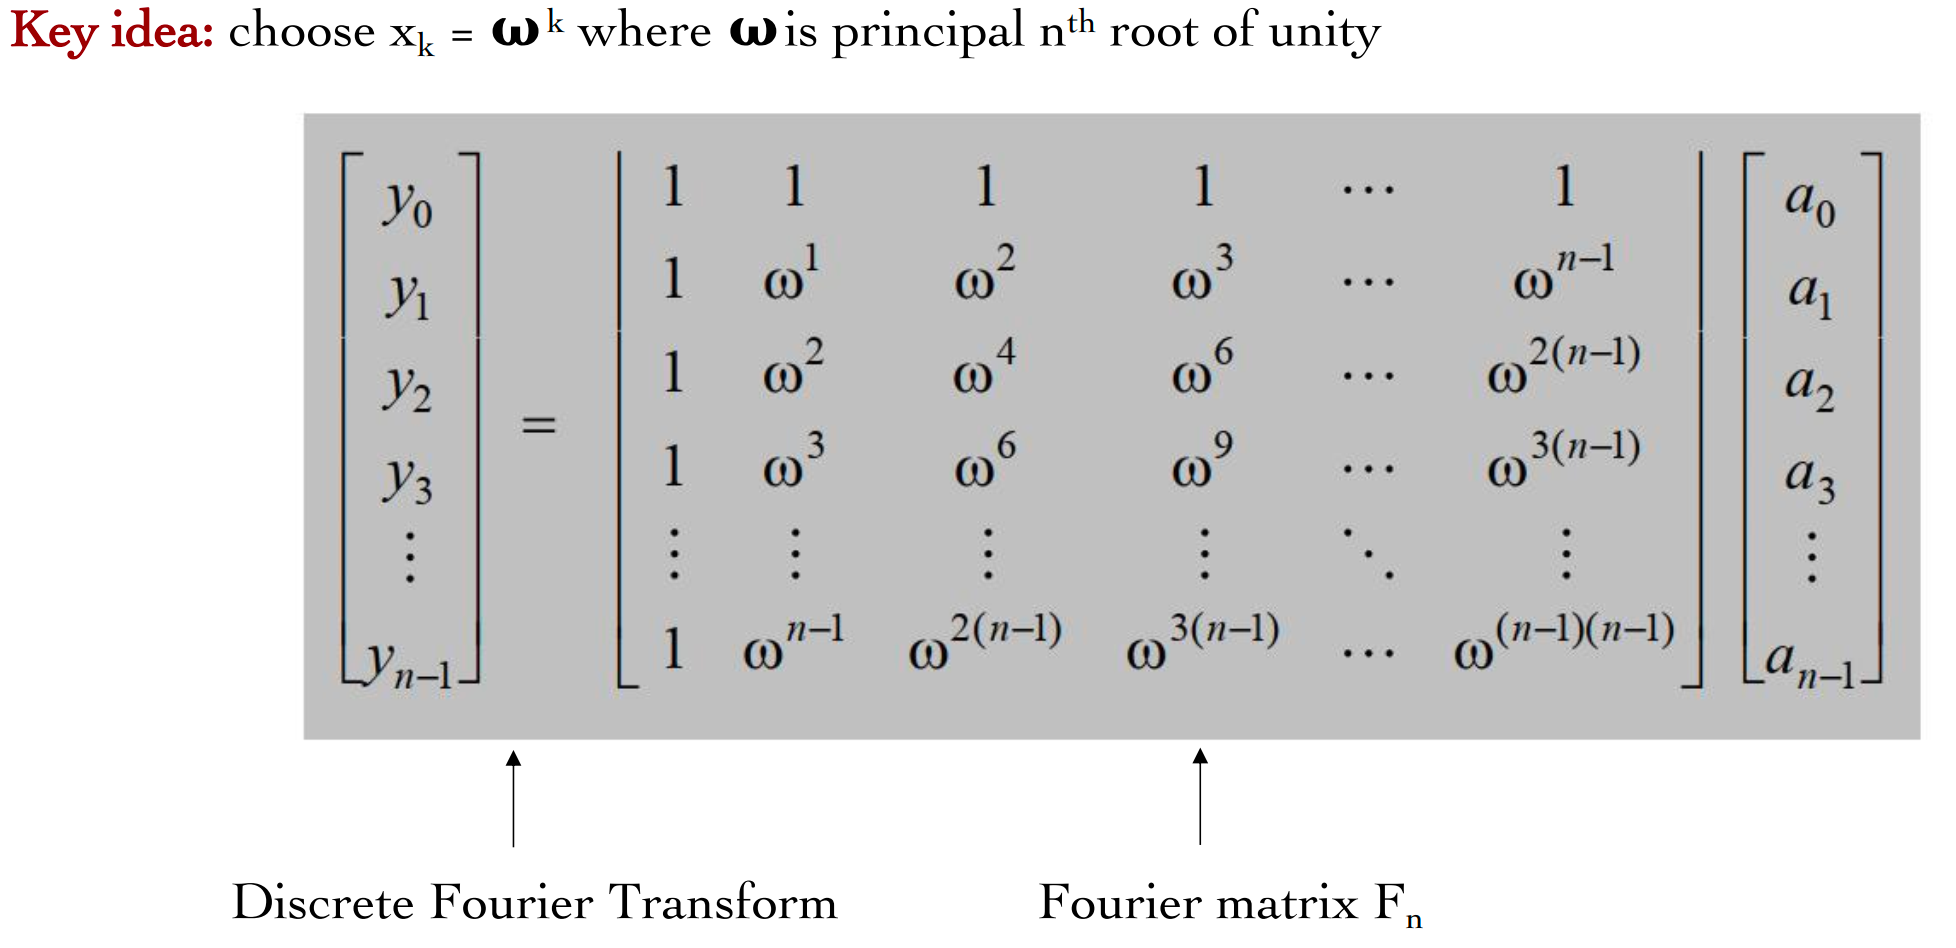 Key idea: choose xₖ = ω ᵏ where ω is principal nᵗʰ root of unity
y₀ 1 1 1 1 ⋯ 1 a₀
y₁ 1 ω¹ ω² ω³ ⋯ ωⁿ⁻¹ a₁
y₂ 1 ω² ω⁴ ω⁶ ⋯ ω²⁽ⁿ⁻¹⁾ a₂
=
y₃ 1 ω³ ω⁶ ω⁹ ⋯ ω³⁽ⁿ⁻¹⁾ a₃
⋮ ⋮ ⋮ ⋮ ⋱ ⋮ ⋮
yₙ₋₁ 1 ωⁿ⁻¹ ω²⁽ⁿ⁻¹⁾ ω³⁽ⁿ⁻¹⁾ ⋯ ω⁽ⁿ⁻¹⁾⁽ⁿ⁻¹⁾ aₙ₋₁
Discrete Fourier Transform Fourier matrix Fₙ